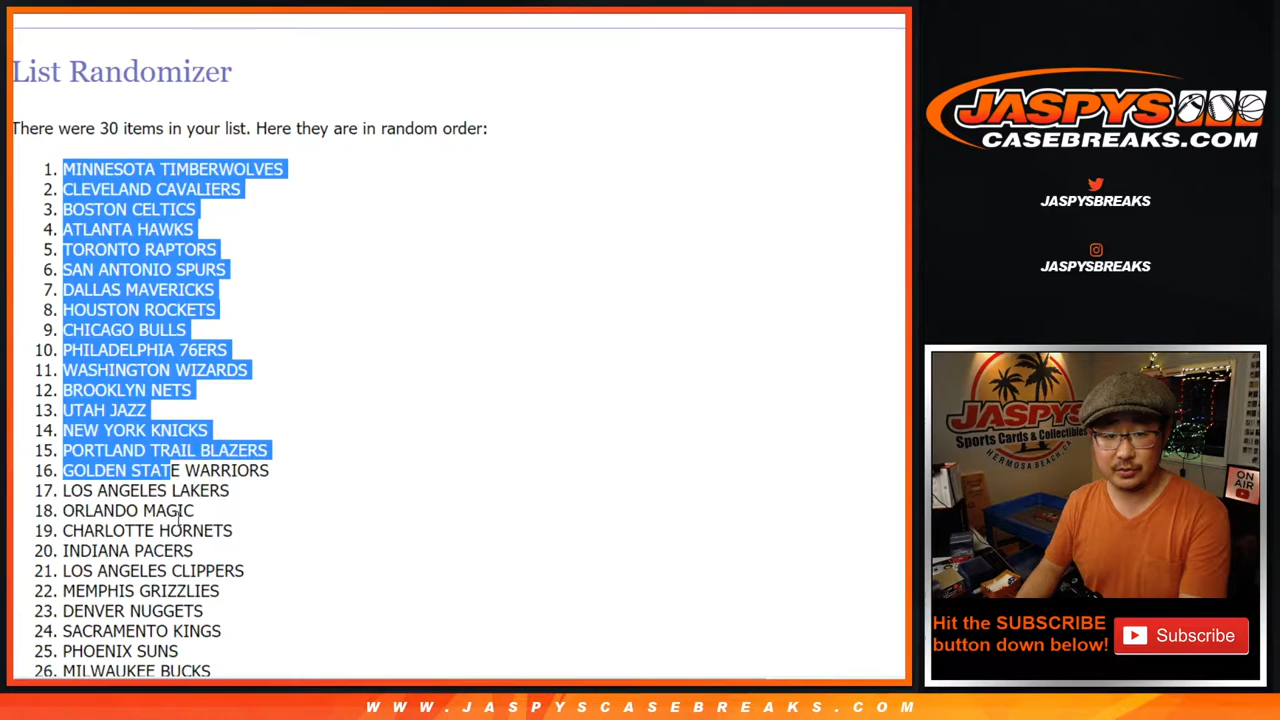 List Randomizer
There were 30 items in your list. Here they are in random order:
1. MINNESOTA TIMBERWOLVES
2. CLEVELAND CAVALIERS
3. BOSTON CELTICS
4. ATLANTA HAWKS
5. TORONTO RAPTORS
6. SAN ANTONIO SPURS
7. DALLAS MAVERICKS
8. HOUSTON ROCKETS
9. CHICAGO BULLS
10. PHILADELPHIA 76ERS
11. WASHINGTON WIZARDS
12. BROOKLYN NETS
13. UTAH JAZZ
14. NEW YORK KNICKS
15. PORTLAND TRAIL BLAZERS
16. GOLDEN STATE WARRIORS
17. LOS ANGELES LAKERS
18. ORLANDO MAGIC
19. CHARLOTTE HORNETS
20. INDIANA PACERS
21. LOS ANGELES CLIPPERS
22. MEMPHIS GRIZZLIES
23. DENVER NUGGETS
24. SACRAMENTO KINGS
25. PHOENIX SUNS
26. MILWAUKEE BUCKS
JASPYS
CASEBREAKS.COM
JASPYSBREAKS
JASPYSBREAKS
JASPYS
Sports Cards & Collectibles
HERMOSA BEACH, CA
ON AIR
Hit the SUBSCRIBE
button down below!
Subscribe
WWW.JASPYSCASEBREAKS.COM